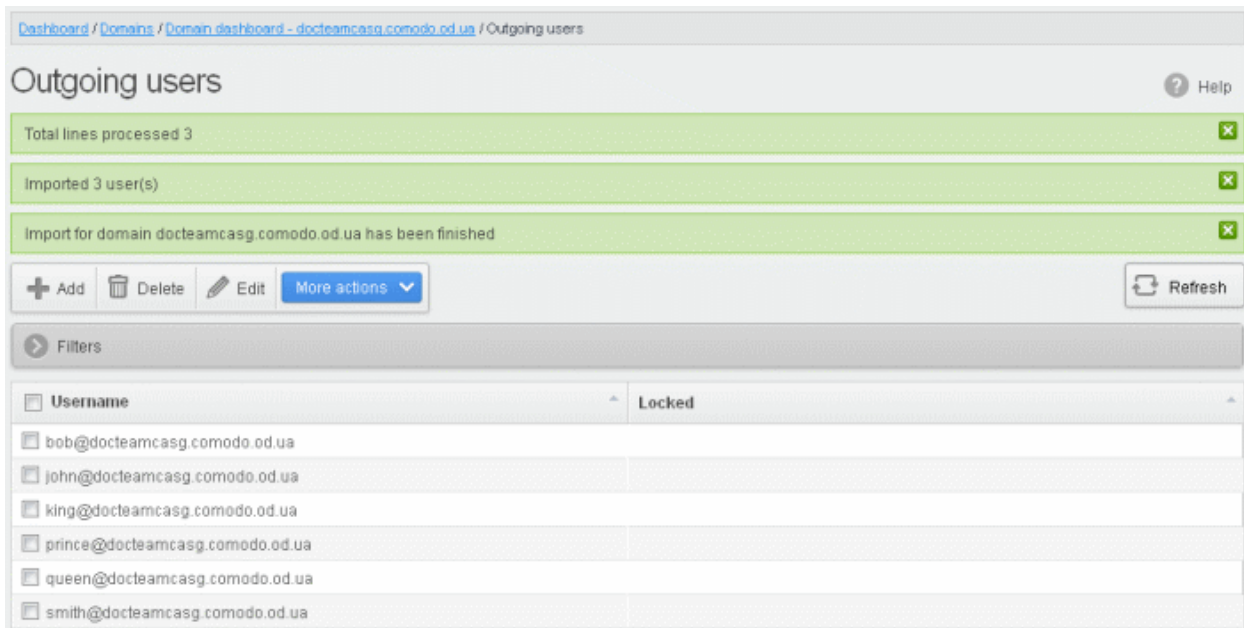 Dashboard / Domains / Domain dashboard - docteamcasg.comodo.od.ua / Outgoing users
Outgoing users
Help
Total lines processed 3
Imported 3 user(s)
Import for domain docteamcasg.comodo.od.ua has been finished
Add Delete Edit More actions Refresh
Filters
Username Locked
bob@docteamcasg.comodo.od.ua
john@docteamcasg.comodo.od.ua
king@docteamcasg.comodo.od.ua
prince@docteamcasg.comodo.od.ua
queen@docteamcasg.comodo.od.ua
smith@docteamcasg.comodo.od.ua